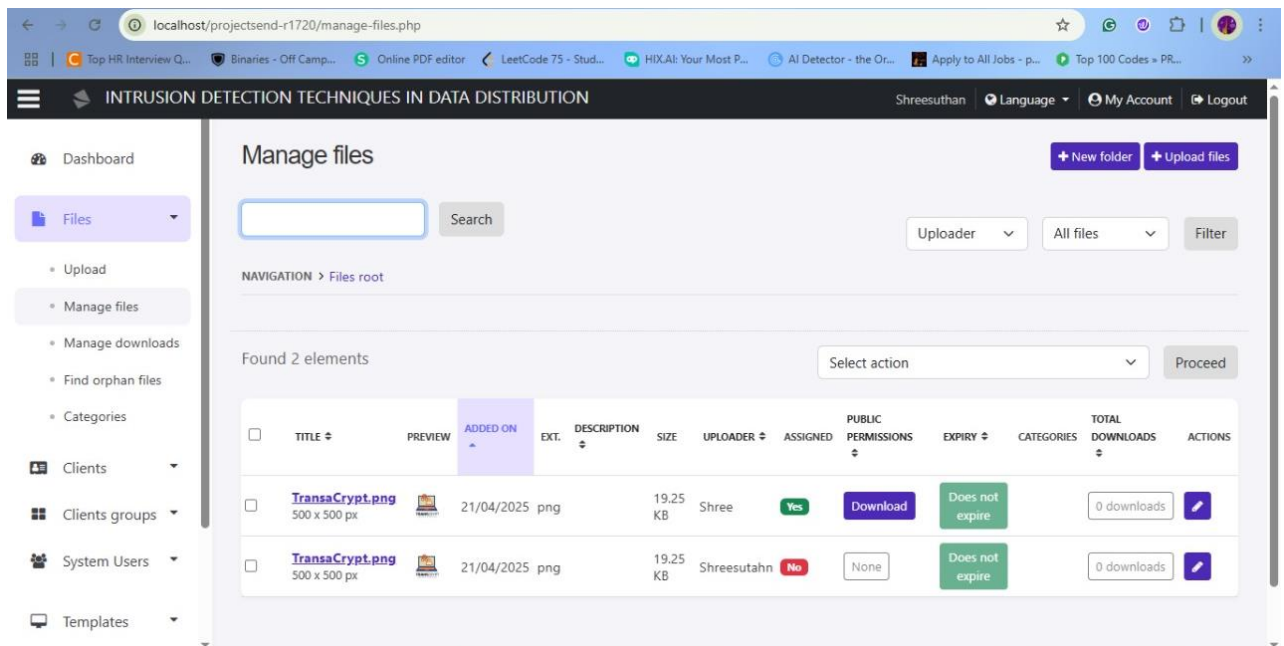 localhost/projectsend-r1720/manage-files.php
Top HR Interview Q... Binaries - Off Camp... Online PDF editor LeetCode 75 - Stud... HIX.AI: Your Most P... AI Detector - the Or... Apply to All Jobs - p... Top 100 Codes » PR... »
INTRUSION DETECTION TECHNIQUES IN DATA DISTRIBUTION Shreesuthan Language My Account Logout
Dashboard
Files
Upload
Manage files
Manage downloads
Find orphan files
Categories
Clients
Clients groups
System Users
Templates
Manage files + New folder + Upload files
Search Uploader All files Filter
NAVIGATION > Files root
Found 2 elements Select action Proceed
TITLE PREVIEW ADDED ON EXT. DESCRIPTION SIZE UPLOADER ASSIGNED PUBLIC PERMISSIONS EXPIRY CATEGORIES TOTAL DOWNLOADS ACTIONS
TransaCrypt.png 21/04/2025 png 19.25 KB Shree Yes Download Does not expire 0 downloads
500 x 500 px
TransaCrypt.png 21/04/2025 png 19.25 KB Shreesutahn No None Does not expire 0 downloads
500 x 500 px